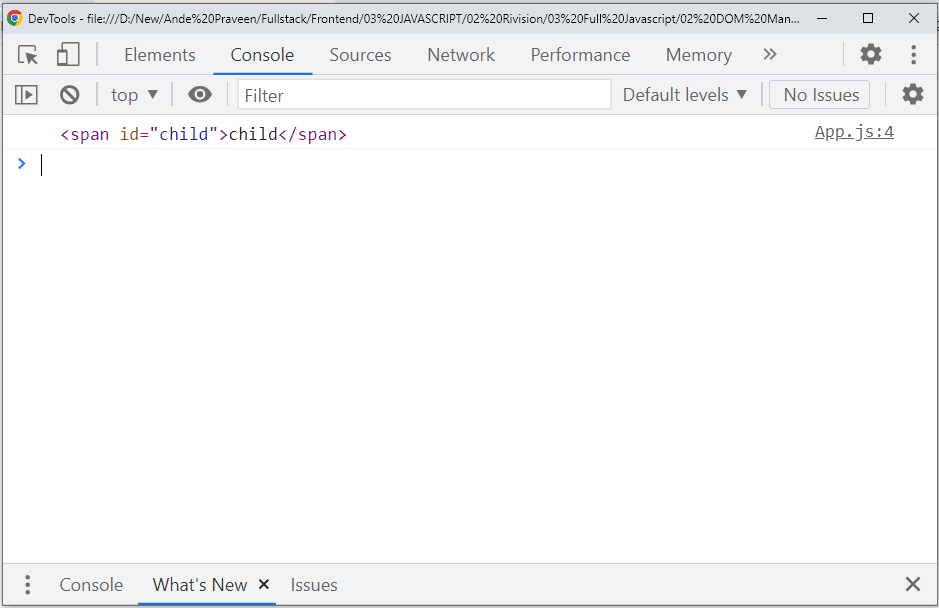 DevTools - file:///D:/New/Ande%20Praveen/Fullstack/Frontend/03%20JAVASCRIPT/02%20Rivision/03%20Full%20Javascript/02%20DOM%20Man...
Elements Console Sources Network Performance Memory »
top ▼ Filter Default levels ▼ No Issues
<span id="child">child</span> App.js:4
>
Console What's New × Issues ×